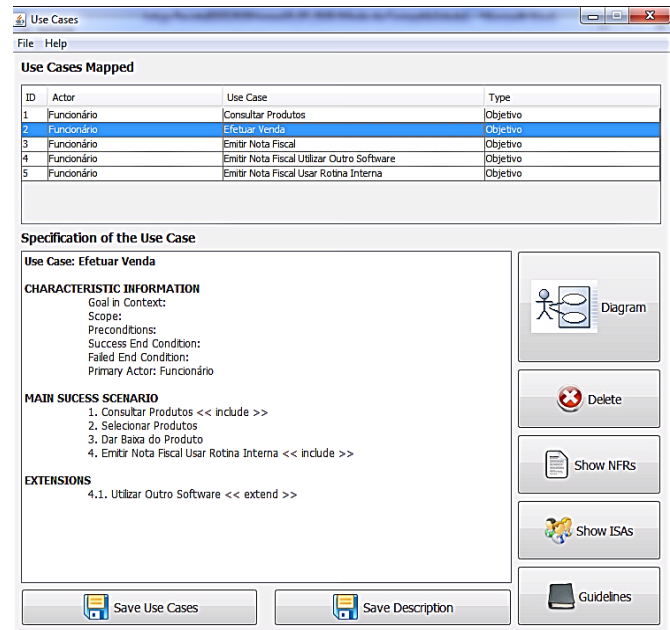 Use Cases
File Help
Use Cases Mapped
ID Actor Use Case Type
1 Funcionário Consultar Produtos Objetivo
2 Funcionário Efetuar Venda Objetivo
3 Funcionário Emitir Nota Fiscal Objetivo
4 Funcionário Emitir Nota Fiscal Utilizar Outro Software Objetivo
5 Funcionário Emitir Nota Fiscal Usar Rotina Interna Objetivo
Specification of the Use Case
Use Case: Efetuar Venda
CHARACTERISTIC INFORMATION
Goal in Context:
Scope:
Preconditions:
Success End Condition:
Failed End Condition:
Primary Actor: Funcionário
MAIN SUCESS SCENARIO
1. Consultar Produtos << include >>
2. Selecionar Produtos
3. Dar Baixa do Produto
4. Emitir Nota Fiscal Usar Rotina Interna << include >>
EXTENSIONS
4.1. Utilizar Outro Software << extend >>
Diagram
Delete
Show NFRs
Show ISAs
Guidelines
Save Use Cases
Save Description